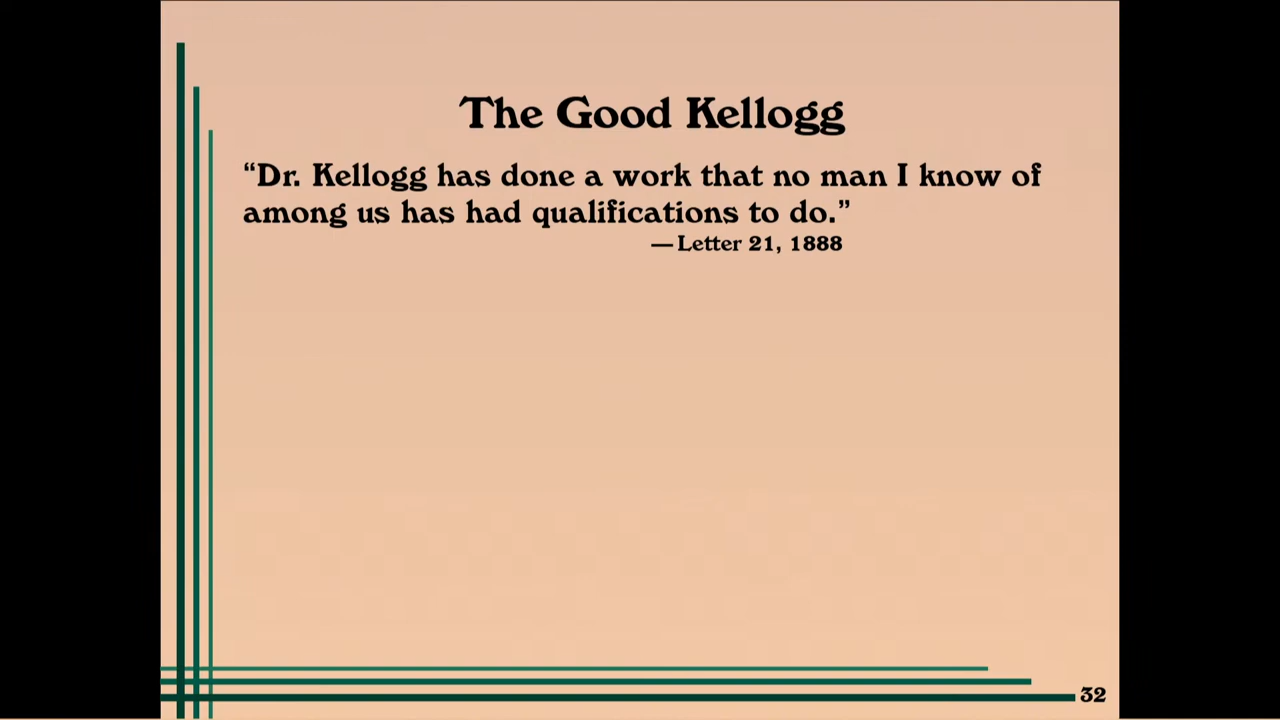 The Good Kellogg
“Dr. Kellogg has done a work that no man I know of
among us has had qualifications to do.”
—Letter 21, 1888
32